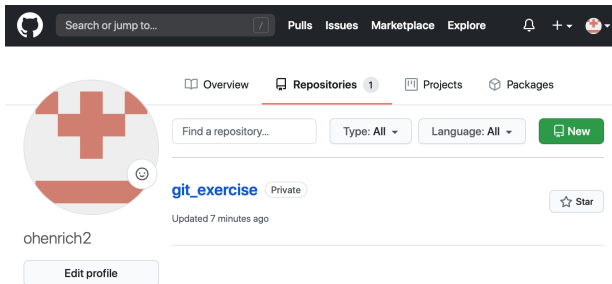 Search or jump to... / Pulls Issues Marketplace Explore
Overview Repositories 1 Projects Packages
Find a repository... Type: All Language: All New
git_exercise Private
Star
Updated 7 minutes ago
ohenrich2
Edit profile